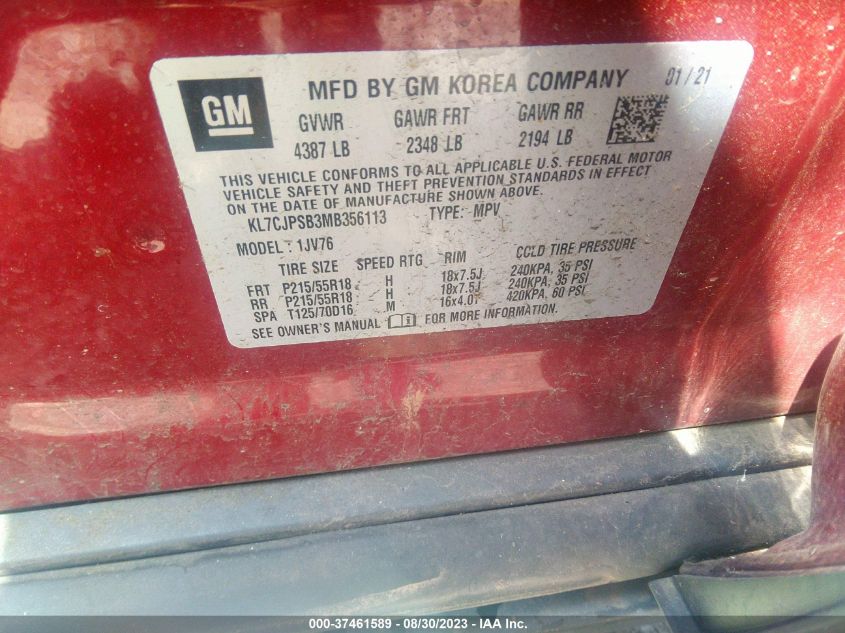 GM
MFD BY GM KOREA COMPANY 01/21
GVWR GAWR FRT GAWR RR
4387 LB 2348 LB 2194 LB
THIS VEHICLE CONFORMS TO ALL APPLICABLE U.S. FEDERAL MOTOR
VEHICLE SAFETY AND THEFT PREVENTION STANDARDS IN EFFECT
ON THE DATE OF MANUFACTURE SHOWN ABOVE.
KL7CJPSB3MB356113 TYPE: MPV
MODEL: 1JV76
TIRE SIZE SPEED RTG RIM COLD TIRE PRESSURE
FRT P215/55R18 H 18x7.5J 240KPA, 35 PSI
RR P215/55R18 H 18x7.5J 240KPA, 35 PSI
SPA T125/70D16 M 16x4.0T 420KPA, 60 PSI
SEE OWNER'S MANUAL FOR MORE INFORMATION.
000-37461589 - 08/30/2023 - IAA Inc.